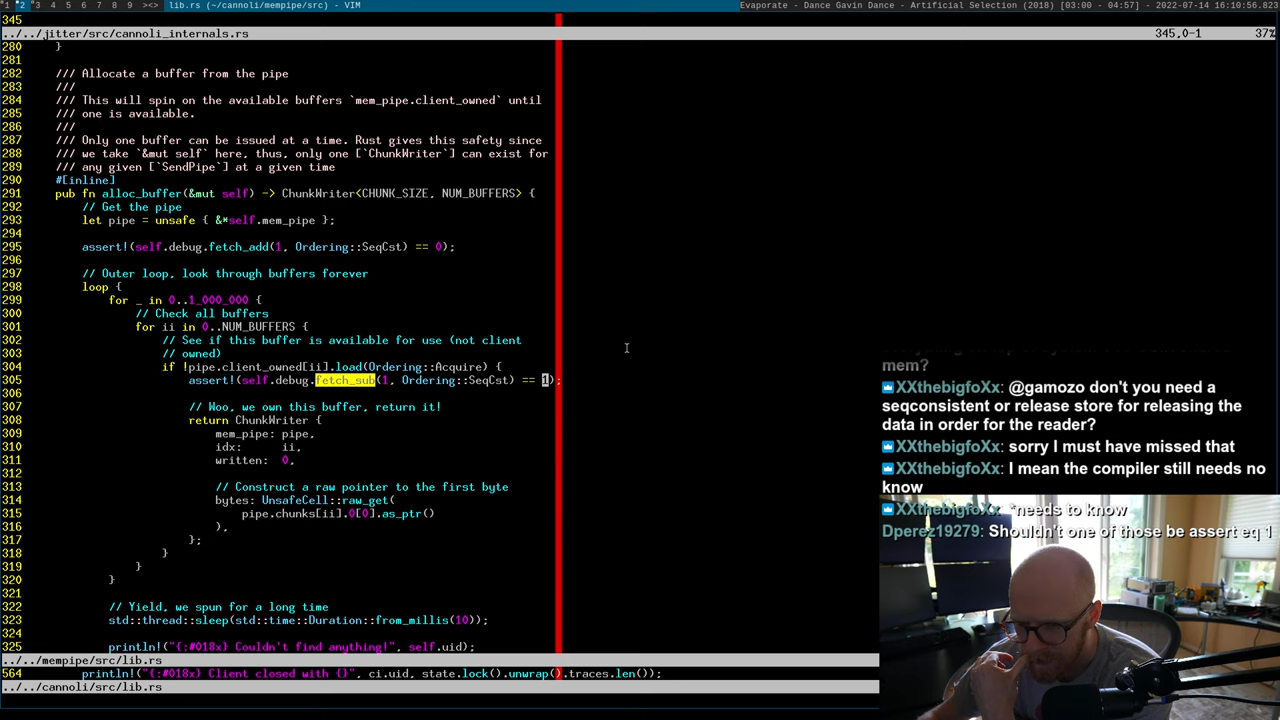 1 2 3 4 5 6 7 8 9 ><> lib.rs (~/cannoli/mempipe/src) - VIM Evaporate - Dance Gavin Dance - Artificial Selection (2018) [03:00 - 04:57] - 2022-07-14 16:10:56.823
345
../../jitter/src/cannoli_internals.rs 345,0-1 37%
280 }
281
282 /// Allocate a buffer from the pipe
283 ///
284 /// This will spin on the available buffers `mem_pipe.client_owned` until
285 /// one is available.
286 ///
287 /// Only one buffer can be issued at a time. Rust gives this safety since
288 /// we take `&mut self` here, thus, only one [`ChunkWriter`] can exist for
289 /// any given [`SendPipe`] at a given time
290 #[inline]
291 pub fn alloc_buffer(&mut self) -> ChunkWriter<CHUNK_SIZE, NUM_BUFFERS> {
292 // Get the pipe
293 let pipe = unsafe { &*self.mem_pipe };
294
295 assert!(self.debug.fetch_add(1, Ordering::SeqCst) == 0);
296
297 // Outer loop, look through buffers forever
298 loop {
299 for _ in 0..1_000_000 {
300 // Check all buffers
301 for ii in 0..NUM_BUFFERS {
302 // See if this buffer is available for use (not client
303 // owned)
304 if !pipe.client_owned[ii].load(Ordering::Acquire) {
305 assert!(self.debug.fetch_sub(1, Ordering::SeqCst) == 1);
306
307 // Woo, we own this buffer, return it!
308 return ChunkWriter {
309 mem_pipe: pipe,
310 idx: ii,
311 written: 0,
312
313 // Construct a raw pointer to the first byte
314 bytes: UnsafeCell::raw_get(
315 pipe.chunks[ii].0[0].as_ptr()
316 ),
317 };
318 }
319 }
320 }
321
322 // Yield, we spun for a long time
323 std::thread::sleep(std::time::Duration::from_millis(10));
324
325 println!("{:#018x} Couldn't find anything!", self.uid);
../../mempipe/src/lib.rs
564 println!("{:#018x} Client closed with {}", ci.uid, state.lock().unwrap().traces.len());
../../cannoli/src/lib.rs
mem?
XXthebigfoXx: @gamozo don't you need a
seqconsistent or release store for releasing the
data in order for the reader?
XXthebigfoXx: sorry I must have missed that
XXthebigfoXx: I mean the compiler still needs no
know
XXthebigfoXx: *needs to know
Dperez19279: Shouldn't one of those be assert eq 1